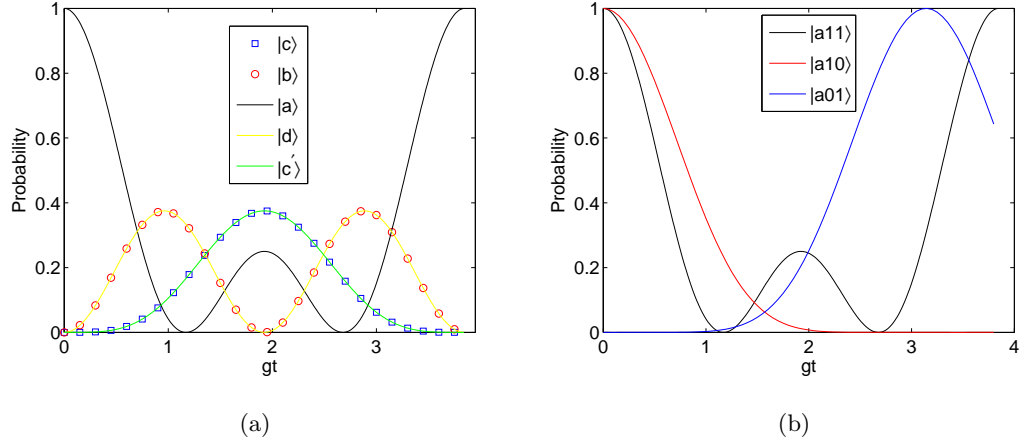 1
0.8
0.6
0.4
0.2
0
0
1
2
3
Probability
gt
|c⟩
|b⟩
|a⟩
|d⟩
|c′⟩
(a)
1
0.8
0.6
0.4
0.2
0
0
1
2
3
4
Probability
gt
|a11⟩
|a10⟩
|a01⟩
(b)